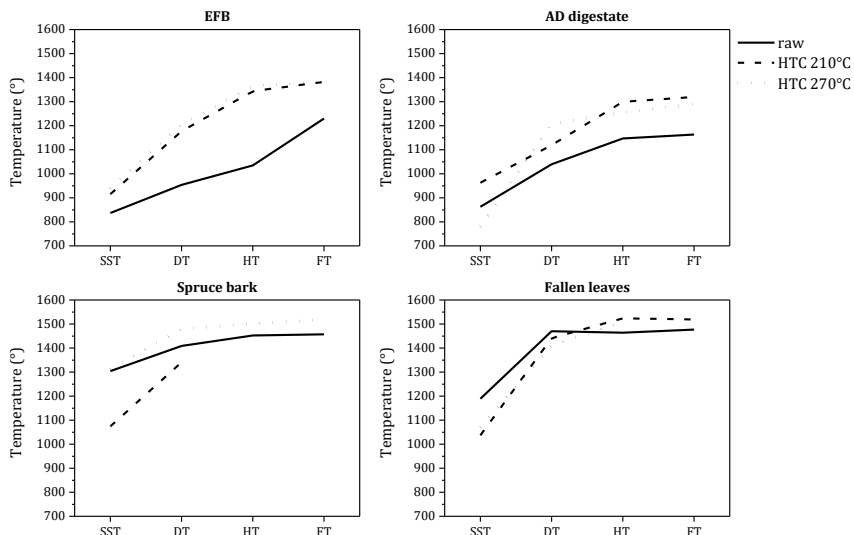 EFB
1600
1500
1400
1300
1200
1100
1000
900
800
700
Temperature (°)
SST DT HT FT
AD digestate
1600
1500
1400
1300
1200
1100
1000
900
800
700
Temperature (°)
SST DT HT FT
raw
HTC 210°C
HTC 270°C
Spruce bark
1600
1500
1400
1300
1200
1100
1000
900
800
700
Temperature (°)
SST DT HT FT
Fallen leaves
1600
1500
1400
1300
1200
1100
1000
900
800
700
Temperature (°)
SST DT HT FT